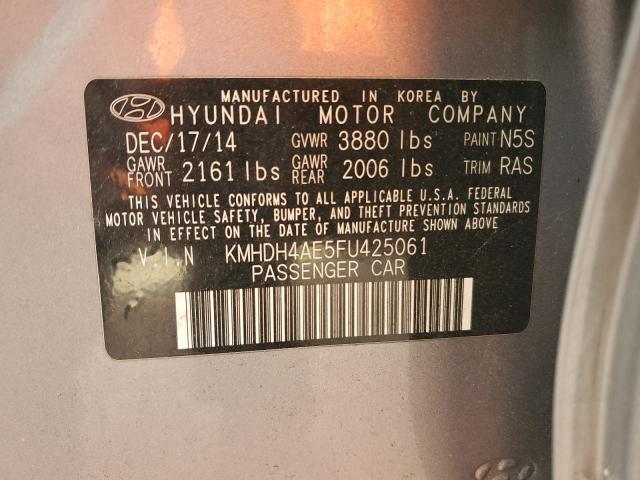 MANUFACTURED IN KOREA BY
HYUNDAI MOTOR COMPANY
DEC/17/14 GVWR 3880 lbs PAINT N5S
GAWR FRONT 2161 lbs GAWR REAR 2006 lbs TRIM RAS
THIS VEHICLE CONFORMS TO ALL APPLICABLE U.S.A. FEDERAL
MOTOR VEHICLE SAFETY, BUMPER, AND THEFT PREVENTION
STANDARDS IN EFFECT ON THE DATE OF MANUFACTURE SHOWN ABOVE
V.I N KMHDH4AE5FU425061
PASSENGER CAR